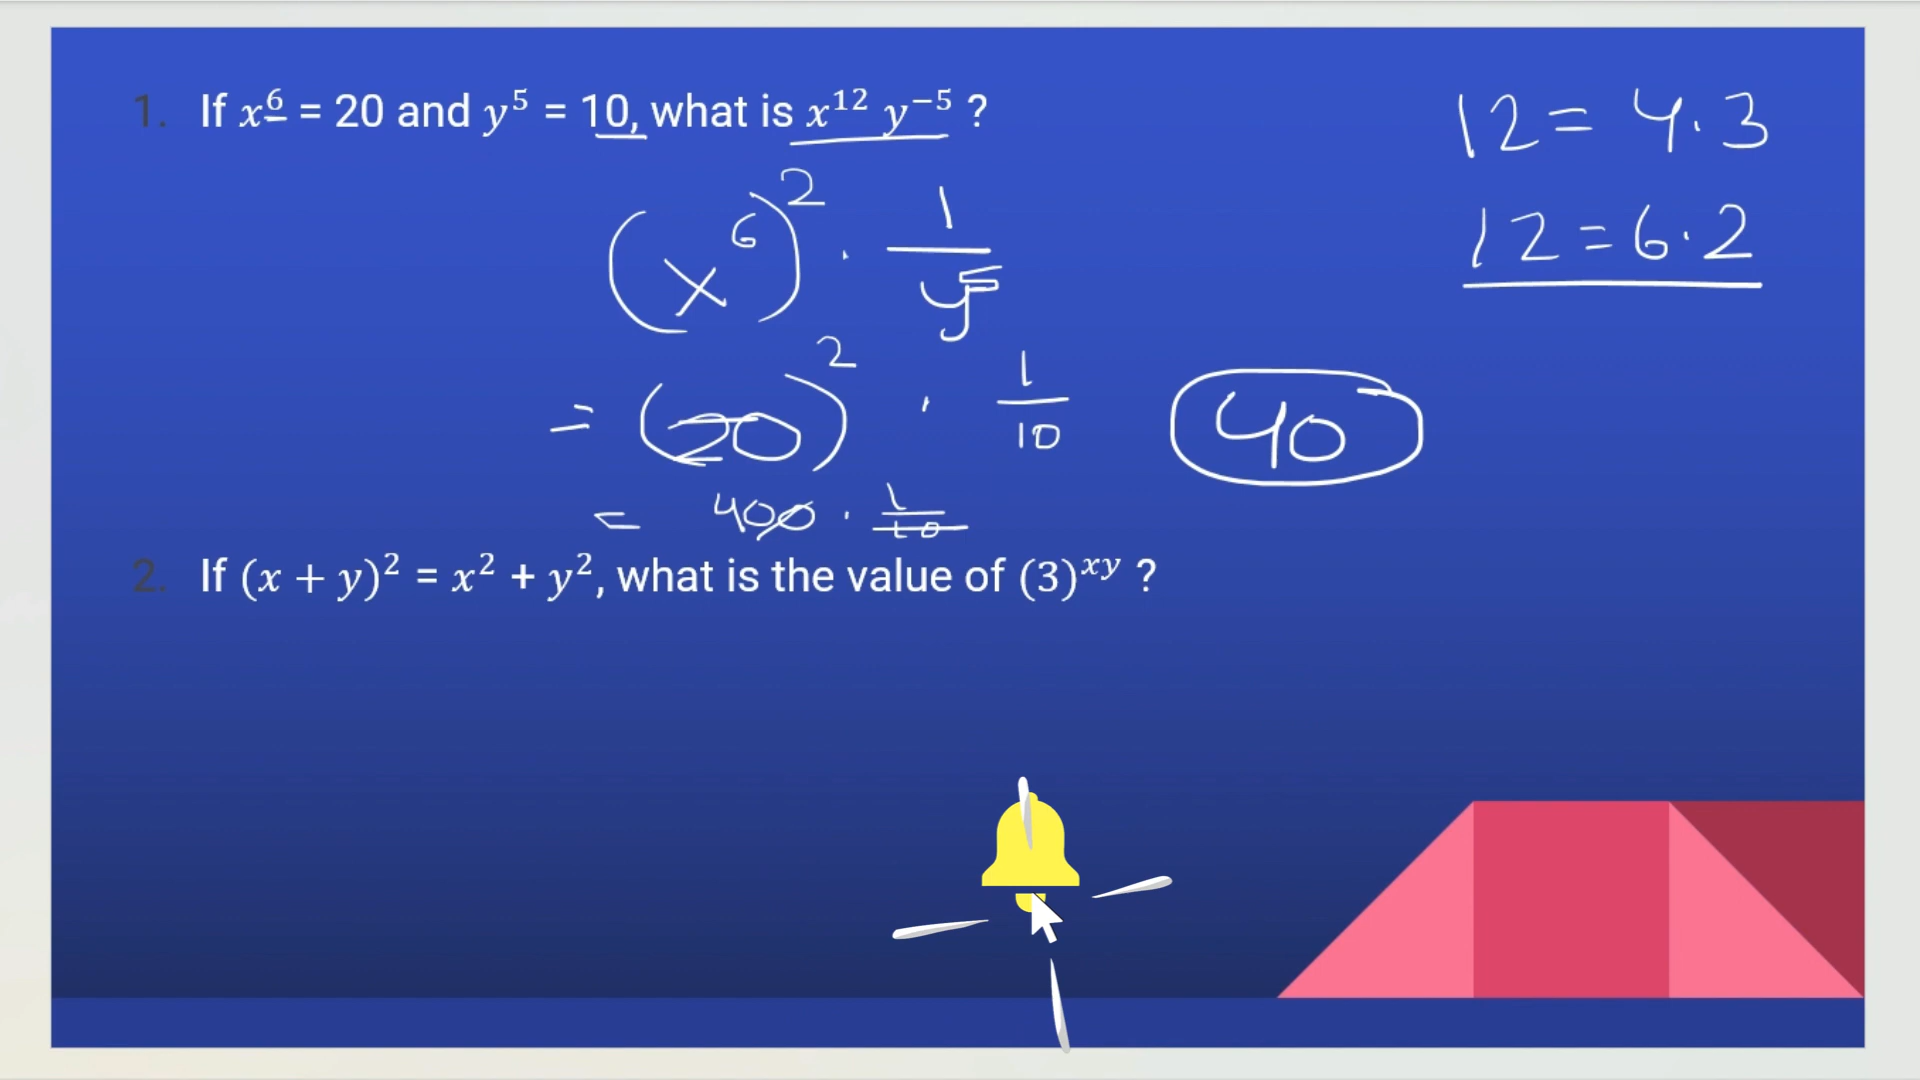 1. If x⁶ = 20 and y⁵ = 10, what is x¹² y⁻⁵ ?
12 = 4.3
12 = 6.2
(x⁶)² . 1/y⁵
= (20)² . 1/10
40
= 400 . 1/10
2. If (x + y)² = x² + y², what is the value of (3)ˣʸ ?